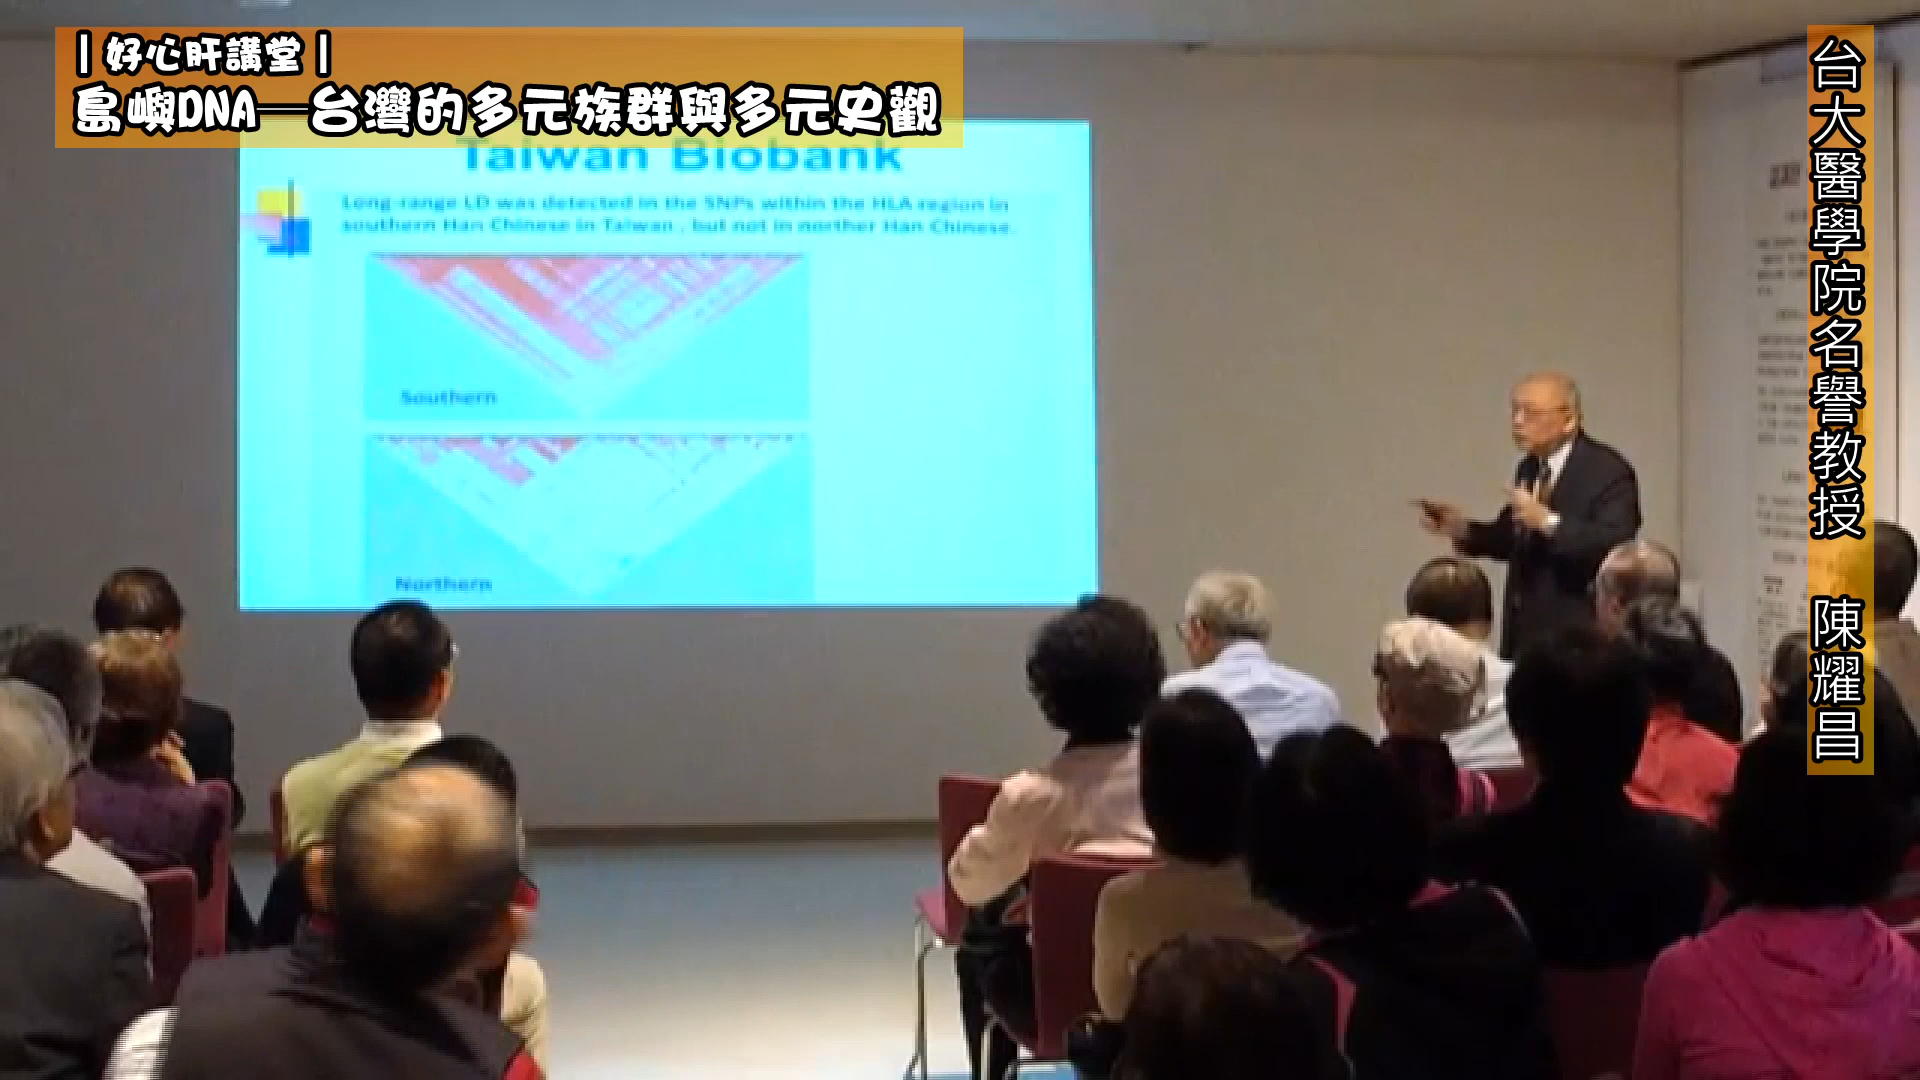 |好心肝講堂|
島嶼DNA─台灣的多元族群與多元史觀
Taiwan Biobank
Long-range LD was detected in the SNPs within the HLA region in
southern Han Chinese in Taiwan , but not in norther Han Chinese.
Southern
Northern
台大醫學院名譽教授 陳耀昌